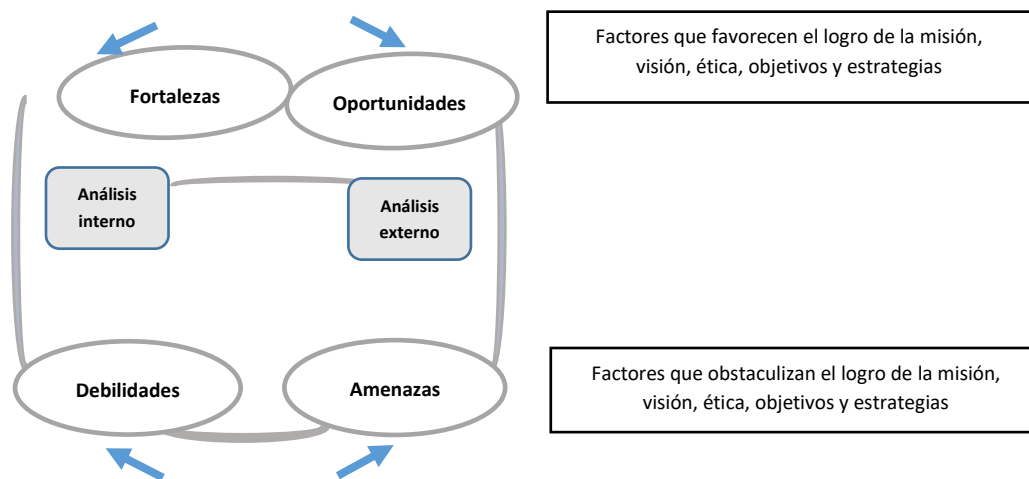 Fortalezas
Oportunidades
Factores que favorecen el logro de la misión,
visión, ética, objetivos y estrategias
Análisis
interno
Análisis
externo
Debilidades
Amenazas
Factores que obstaculizan el logro de la misión,
visión, ética, objetivos y estrategias